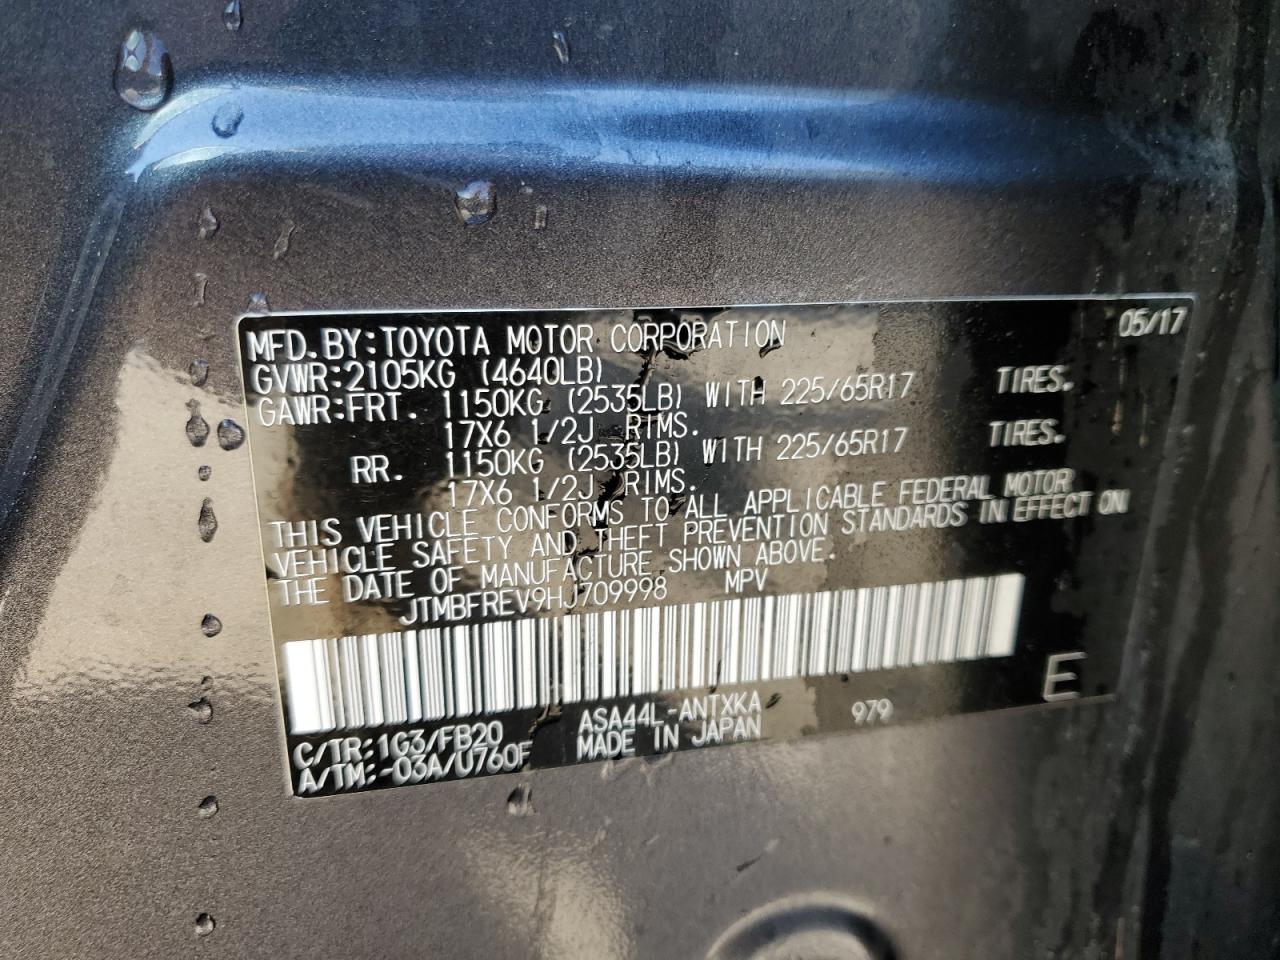 MFD. BY:TOYOTA MOTOR CORPORATION 05/17
GVWR:2105KG (4640LB)
GAWR:FRT. 1150KG (2535LB) WITH 225/65R17 TIRES.
17X6 1/2J RIMS.
RR. 1150KG (2535LB) WITH 225/65R17 TIRES.
17X6 1/2J RIMS.
THIS VEHICLE CONFORMS TO ALL APPLICABLE FEDERAL MOTOR
VEHICLE SAFETY AND THEFT PREVENTION STANDARDS IN EFFECT ON
THE DATE OF MANUFACTURE SHOWN ABOVE.
JTMBFREV9HJ709998 MPV
E
C/TR:1G3/FB20 ASA44L-ANTXKA 979
A/TM:-03A/U760F MADE IN JAPAN